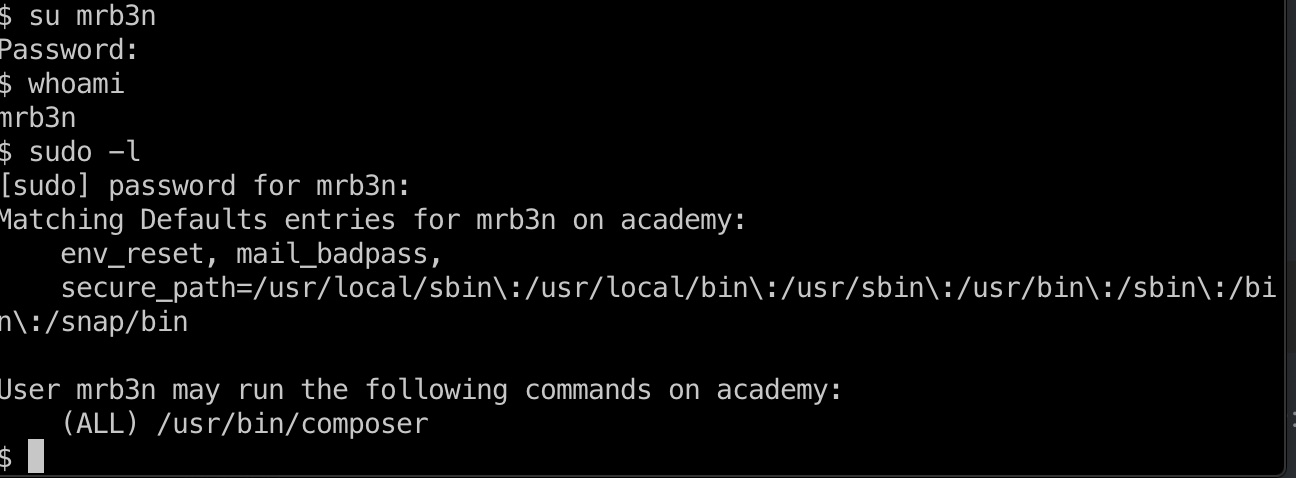 $ su mrb3n
Password:
$ whoami
mrb3n
$ sudo -l
[sudo] password for mrb3n:
Matching Defaults entries for mrb3n on academy:
    env_reset, mail_badpass,
    secure_path=/usr/local/sbin\:/usr/local/bin\:/usr/sbin\:/usr/bin\:/sbin\:/bi
n\:/snap/bin

User mrb3n may run the following commands on academy:
    (ALL) /usr/bin/composer
$